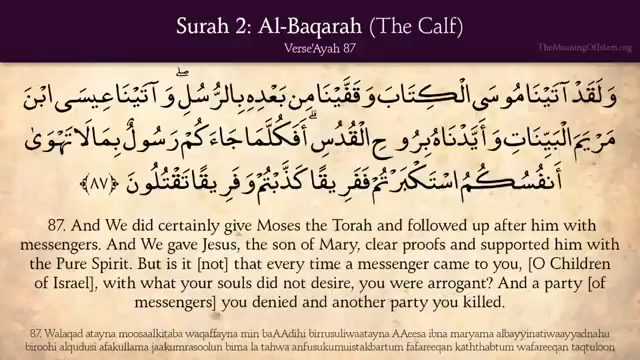 Surah 2: Al-Baqarah (The Calf)
Verse'Ayah 87
TheMeaningOfIslam.org
وَلَقَدْ آتَيْنَا مُوسَى الْكِتَابَ وَقَفَّيْنَا مِن بَعْدِهِ بِالرُّسُلِ ۖ وَآتَيْنَا عِيسَى ابْنَ
مَرْيَمَ الْبَيِّنَاتِ وَأَيَّدْنَاهُ بِرُوحِ الْقُدُسِ ۗ أَفَكُلَّمَا جَاءَكُمْ رَسُولٌ بِمَا لَا تَهْوَىٰ
أَنفُسُكُمُ اسْتَكْبَرْتُمْ فَفَرِيقًا كَذَّبْتُمْ وَفَرِيقًا تَقْتُلُونَ ﴿٨٧﴾
87. And We did certainly give Moses the Torah and followed up after him with
messengers. And We gave Jesus, the son of Mary, clear proofs and supported him with
the Pure Spirit. But is it [not] that every time a messenger came to you, [O Children
of Israel], with what your souls did not desire, you were arrogant? And a party [of
messengers] you denied and another party you killed.
87. Walaqad atayna moosaalkitaba waqaffayna min baAAdihi birrusuliwaatayna AAeesa ibna maryama albayyinatiwaayyadnahu
biroohi alqudusi afakullama jaakumrasoolun bima la tahwa anfusukumuistakbartum fafareeqan kaththabtum wafareeqan taqtuloon